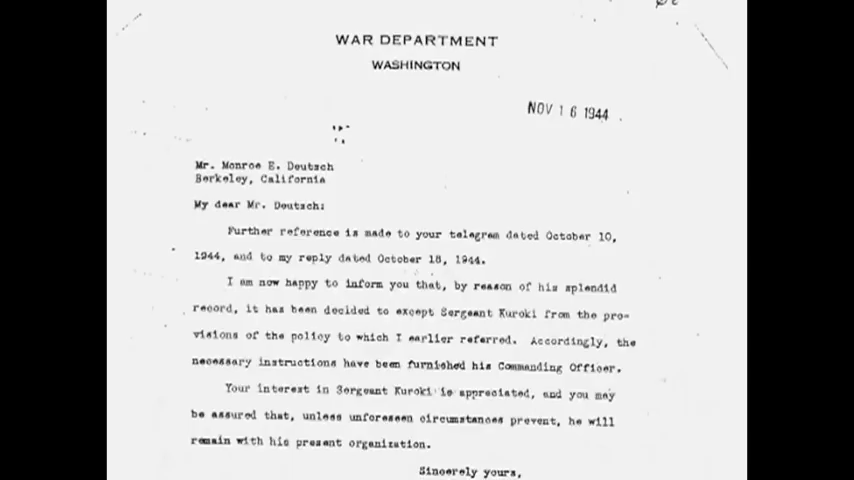 WAR DEPARTMENT
WASHINGTON
NOV 16 1944
Mr. Monroe E. Deutsch
Berkeley, California
My dear Mr. Deutsch:
Further reference is made to your telegram dated October 10,
1944, and to my reply dated October 18, 1944.
I am now happy to inform you that, by reason of his splendid
record, it has been decided to except Sergeant Kuroki from the pro-
visions of the policy to which I earlier referred. Accordingly, the
necessary instructions have been furnished his Commanding Officer.
Your interest in Sergeant Kuroki is appreciated, and you may
be assured that, unless unforeseen circumstances prevent, he will
remain with his present organization.
Sincerely yours,